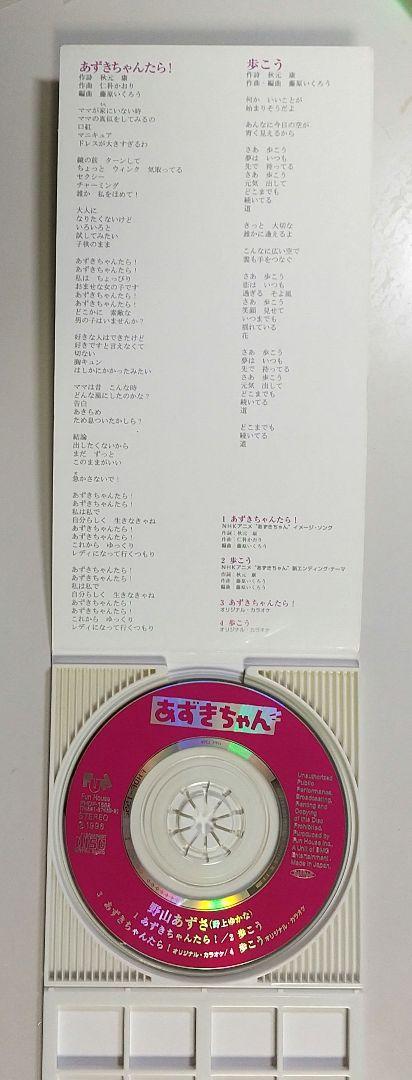 あずきちゃんたら!
作詩 秋元 康
作曲 仁科かおり
編曲 藤原いくろう
ママが家にいない時
ママの真似をしてみるの
口紅
マニキュア
ドレスが大きすぎるわ
鏡の前 ターンして
ちょっと ウィンク 気取ってる
セクシー
チャーミング
誰か 私をほめて!
大人に
なりたくないけど
いろいろと
試してみたい
子供のまま
あずきちゃんたら!
あずきちゃんたら!
私は ちょっぴり
おませな女の子です
あずきちゃんたら!
あずきちゃんたら!
どこかに 素敵な
男の子はいませんか?
好きな人はできたけど
好きですと言えなくて
切ない
胸キュン
はしかにかかったみたい
ママは昔 こんな時
どんな風にしたのかな?
告白
あきらめ
ため息ついたかしら?
結論
出したくないから
まだ ずっと
このままがいい
急かさないで!
あずきちゃんたら!
あずきちゃんたら!
私は私で
自分らしく 生きなきゃね
あずきちゃんたら!
あずきちゃんたら!
これから ゆっくり
レディになって行くつもり
あずきちゃんたら!
あずきちゃんたら!
私は私で
自分らしく 生きなきゃね
あずきちゃんたら!
あずきちゃんたら!
これから ゆっくり
レディになって行くつもり
歩こう
作詩 秋元 康
作曲・編曲 藤原いくろう
何か いいことが
始まりそうだよ
あんなに今日の空が
青く見えるから
さあ 歩こう
夢は いつも
先で 待ってる
さあ 歩こう
元気 出して
どこまでも
続いてる
道
きっと 大切な
誰かに逢えるよ
こんなに広い空で
雲も手をつなぐ
さあ 歩こう
恋は いつも
過ぎる そよ風
さあ 歩こう
笑顔 見せて
いつまでも
揺れている
花
さあ 歩こう
夢は いつも
先で 待ってる
さあ 歩こう
元気 出して
どこまでも
続いてる
道
どこまでも
続いてる
道
1 あずきちゃんたら!
NHKアニメ"あずきちゃん"イメージ・ソング
作詞:秋元 康
作曲:仁科かおり
編曲:藤原いくろう
2 歩こう
NHKアニメ"あずきちゃん"新エンディング・テーマ
作詞:秋元 康
作曲:藤原いくろう
編曲:藤原いくろう
3 あずきちゃんたら!
オリジナル・カラオケ
4 歩こう
オリジナル・カラオケ
あずきちゃん
Fun House
STEREO
Unauthorized
Public
Performance,
Broadcasting,
Renting and
Copying
of this Disc
Prohibited.
Produced by
Fun House Inc.
A Unit of BMG
Entertainment.
Made in Japan.
野山あずさ(野上ゆかな)
1 あずきちゃんたら!/2 歩こう
3 あずきちゃんたら!オリジナル・カラオケ/4 歩こうオリジナル・カラオケ